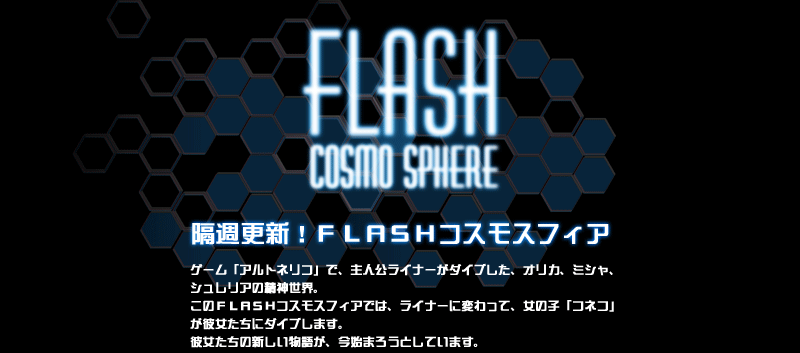 FLASH
COSMO SPHERE
隔週更新！ＦＬＡＳＨコスモスフィア
ゲーム「アルトネリコ」で、主人公ライナーがダイブした、オリカ、ミシャ、
シュレリアの精神世界。
このＦＬＡＳＨコスモスフィアでは、ライナーに変わって、女の子「コネコ」
が彼女たちにダイブします。
彼女たちの新しい物語が、今始まろうとしています。